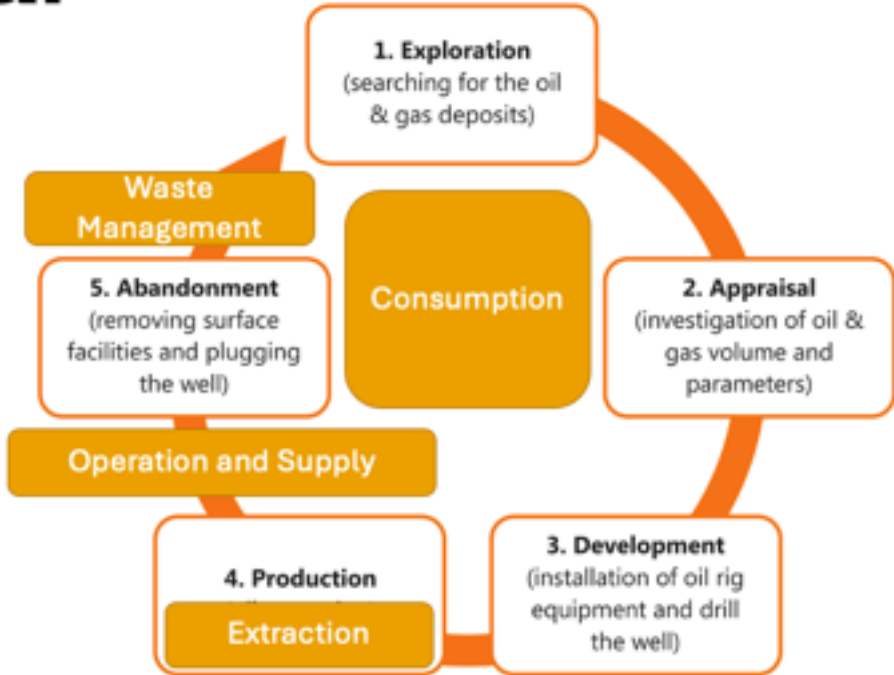 1. Exploration
(searching for the oil
& gas deposits)
Waste
Management
Consumption
5. Abandonment
(removing surface
facilities and plugging
the well)
2. Appraisal
(investigation of oil &
gas volume and
parameters)
Operation and Supply
4. Production
Extraction
3. Development
(installation of oil rig
equipment and drill
the well)